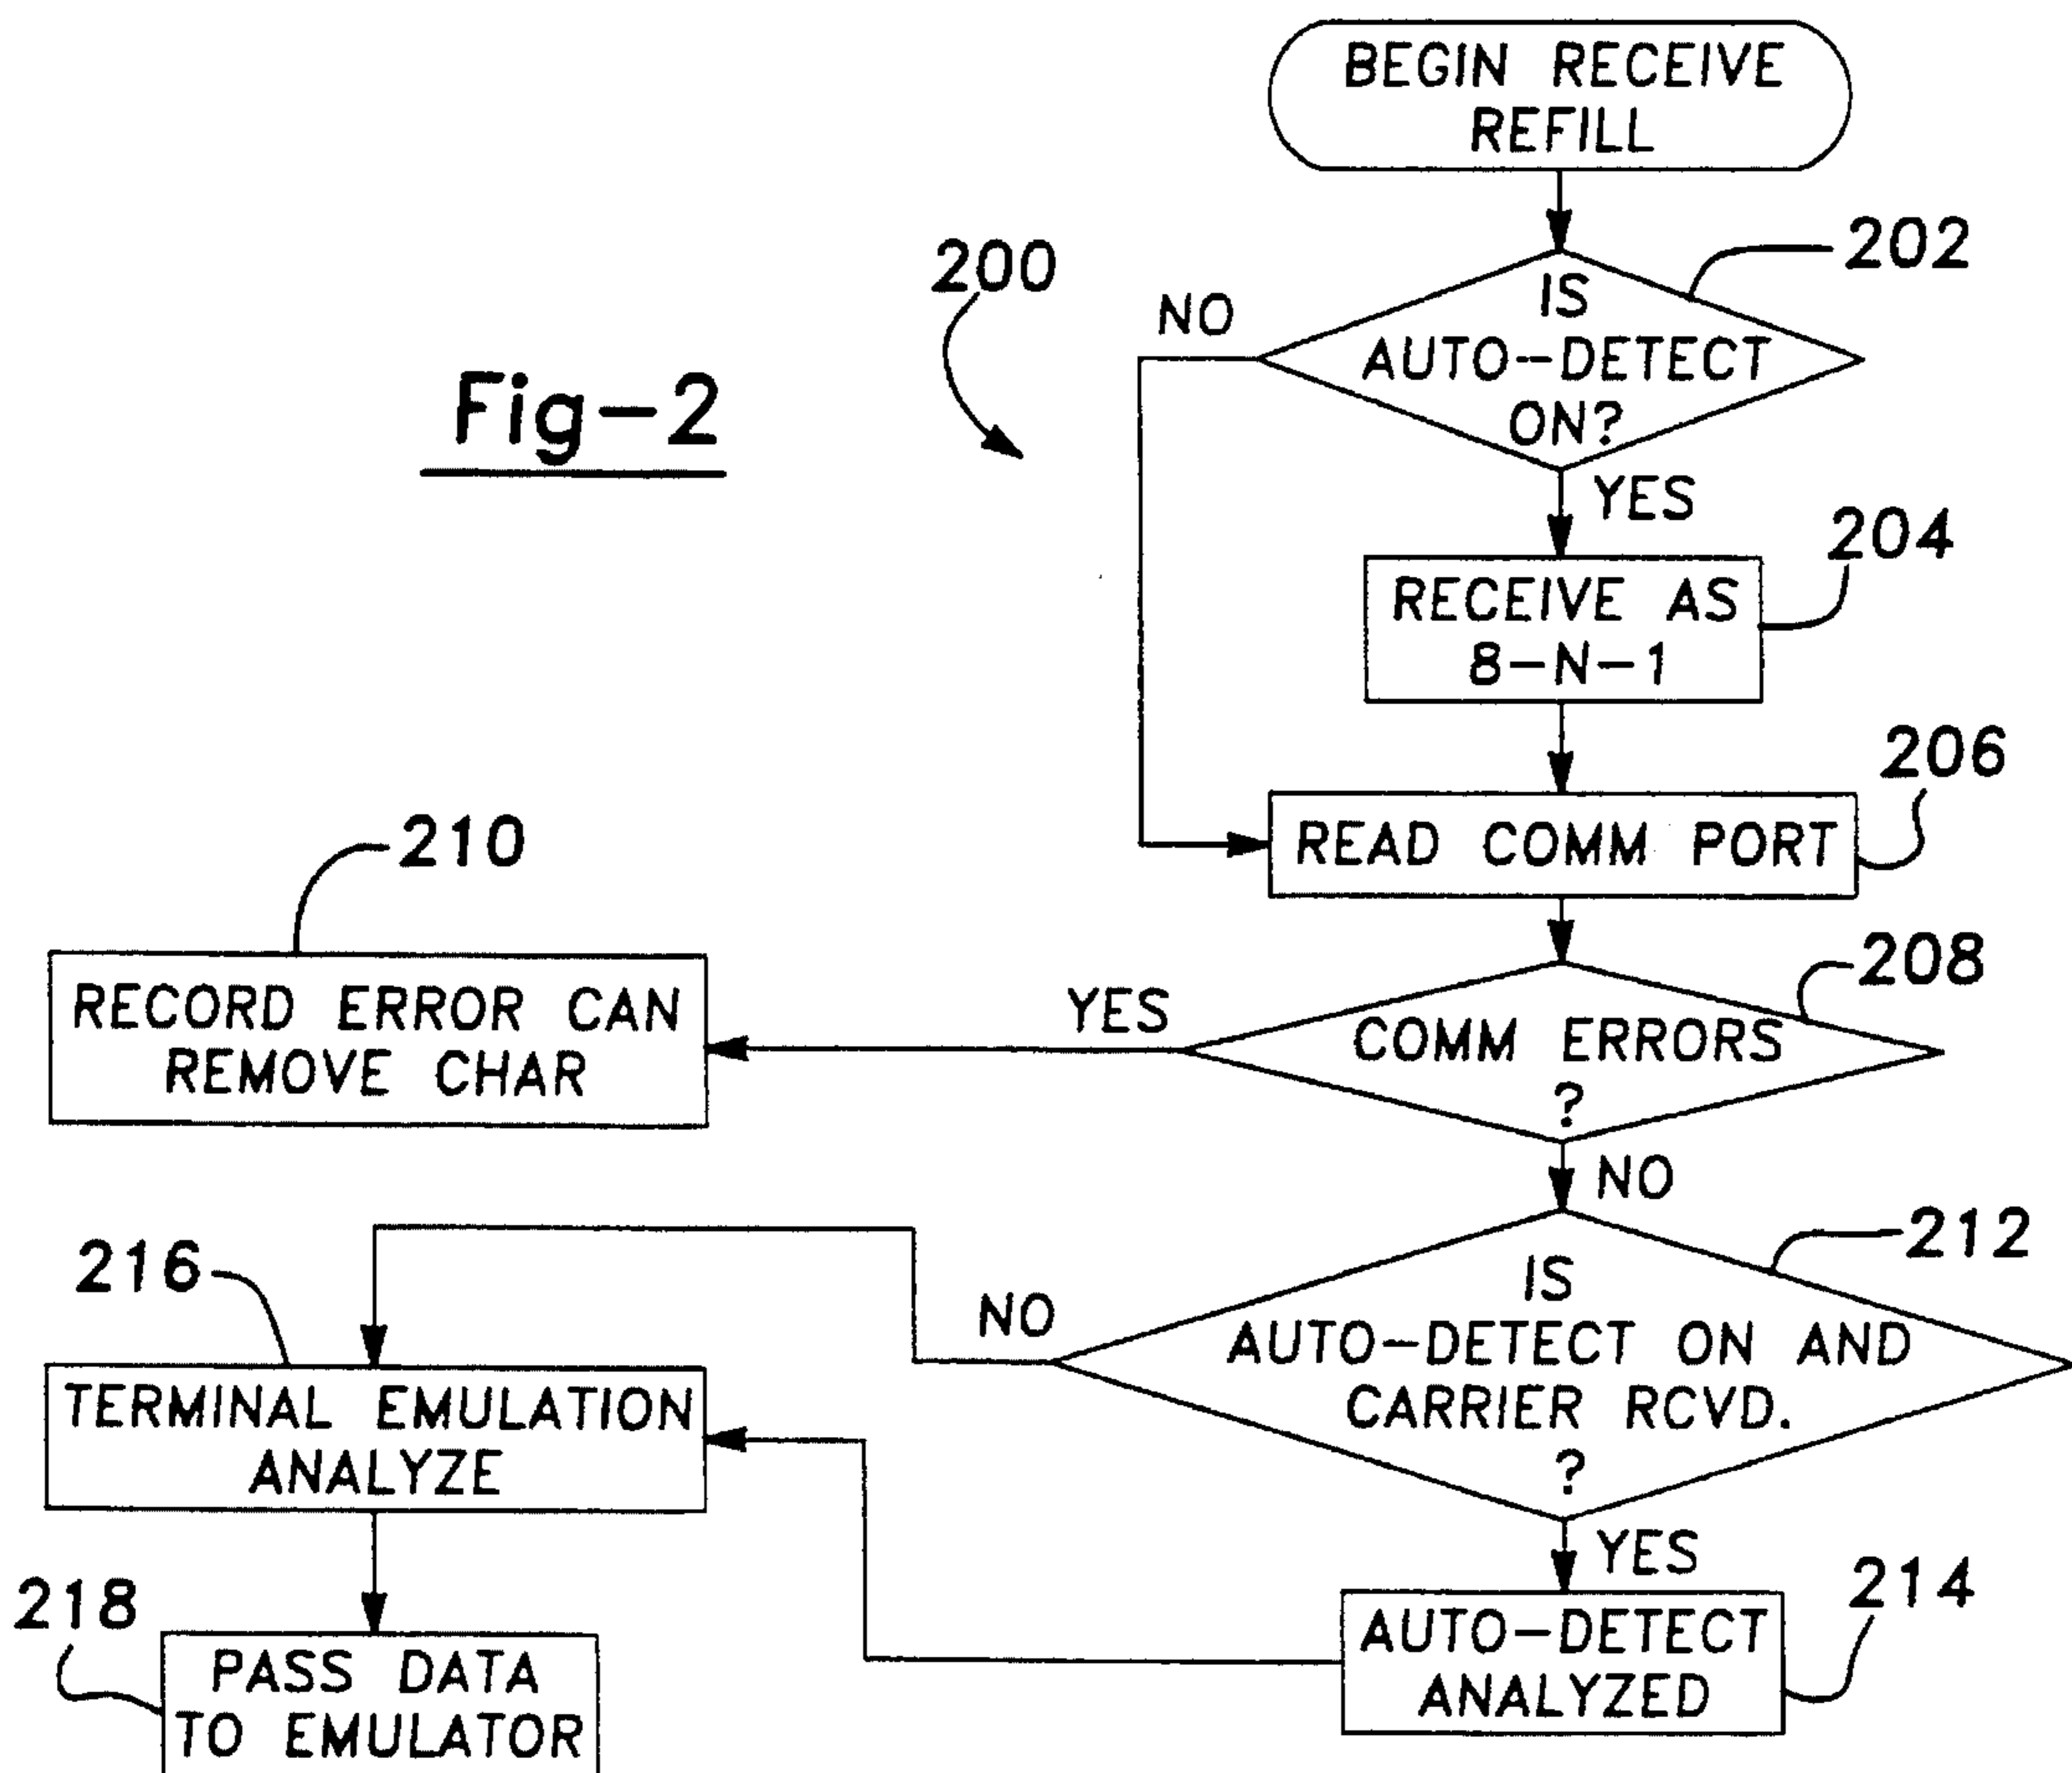 BEGIN RECEIVE
REFILL
202
200
IS
AUTO-DETECT
ON?
NO
Fig-2
YES
204
RECEIVE AS
8-N-1
206
READ COMM PORT
210
208
RECORD ERROR CAN
REMOVE CHAR
YES
COMM ERRORS
?
NO
212
216
NO
IS
AUTO-DETECT ON AND
CARRIER RCVD.
?
TERMINAL EMULATION
ANALYZE
YES
214
218
AUTO-DETECT
ANALYZED
PASS DATA
TO EMULATOR